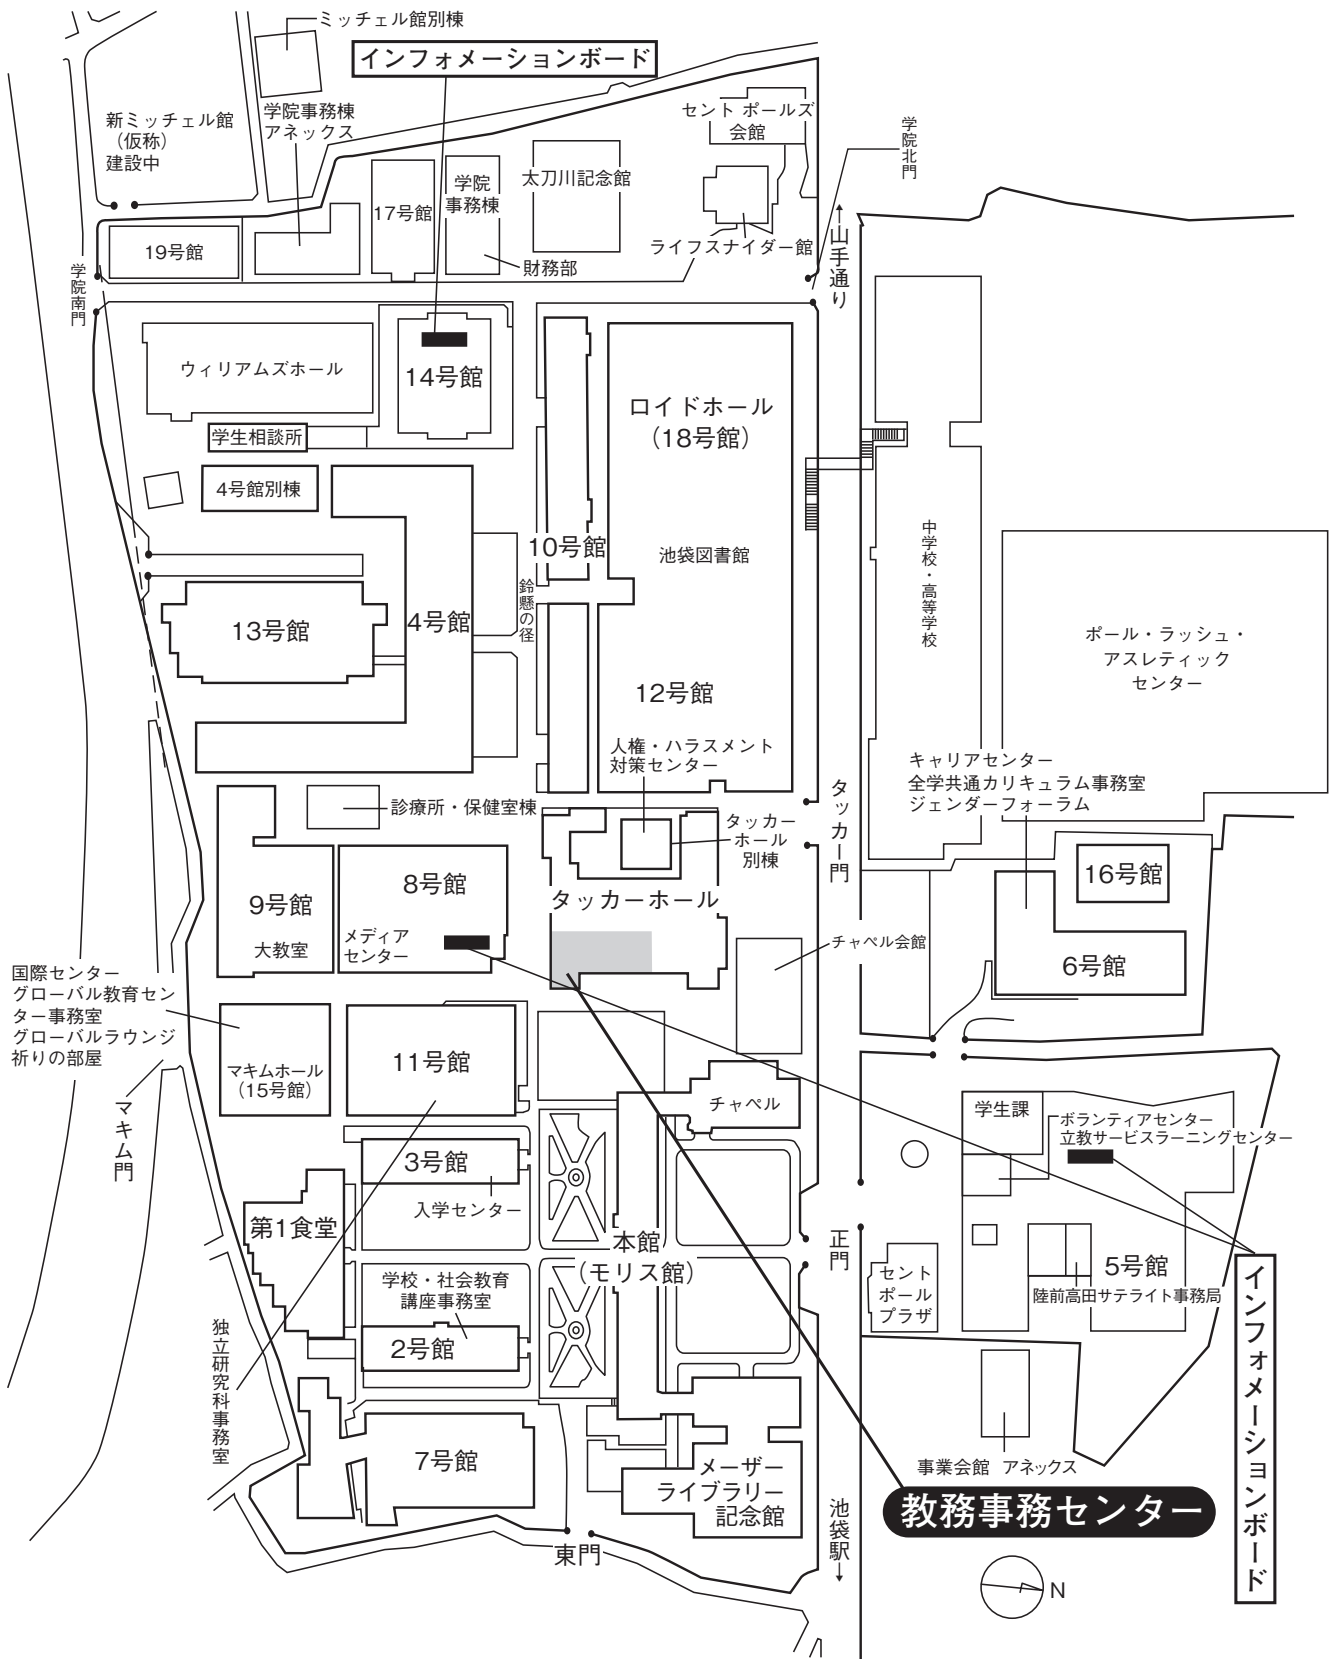 ミッチェル館別棟
インフォメーションボード
新ミッチェル館
（仮称）
建設中
学院事務棟
アネックス
セント ポールズ
会館
学院北門
17号館
学院
事務棟
太刀川記念館
19号館
財務部
ライフスナイダー館
←山手通り
学院南門
ウィリアムズホール
14号館
ロイドホール
（18号館）
学生相談所
4号館別棟
10号館
池袋図書館
中学校・高等学校
鈴懸の径
13号館
4号館
ポール・ラッシュ・
アスレティック
センター
12号館
人権・ハラスメント
対策センター
キャリアセンター
全学共通カリキュラム事務室
ジェンダーフォーラム
診療所・保健室棟
タッカー
ホール
別棟
タッカー門
16号館
8号館
9号館
タッカーホール
メディア
センター
大教室
チャペル会館
6号館
国際センター
グローバル教育セン
ター事務室
グローバルラウンジ
祈りの部屋
マキムホール
（15号館）
11号館
チャペル
学生課
ボランティアセンター
立教サービスラーニングセンター
マキム門
3号館
入学センター
第1食堂
本館
（モリス館）
正門
セント
ポール
プラザ
5号館
陸前高田サテライト事務局
インフォメーションボード
学校・社会教育
講座事務室
2号館
独立研究科事務室
7号館
メーザー
ライブラリー
記念館
事業会館 アネックス
教務事務センター
池袋駅→
東門
N